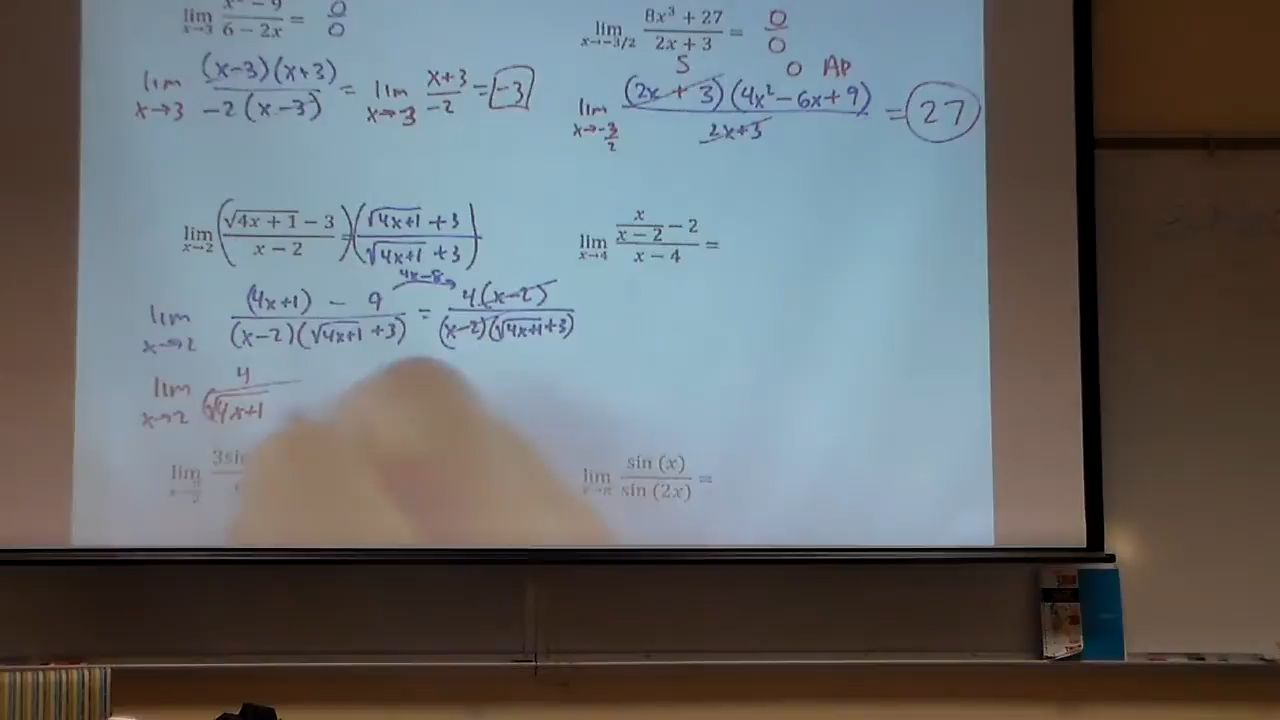 lim x→3 x² − 9 / 6 − 2x = 0/0
lim x→3 (x-3)(x+3) / -2(x-3) = lim x→3 x+3 / -2 = -3
lim x→−3/2 8x³ + 27 / 2x + 3 = 0/0
S O AP
lim x→-3/2 (2x + 3)(4x² - 6x + 9) / 2x+3 = 27
lim x→2 (√4x + 1 − 3 / x − 2) = (√4x+1 + 3 / √4x+1 + 3)
4x-8
lim x→2 (4x+1) - 9 / (x-2)(√4x+1 + 3) = 4(x-2) / (x-2)(√4x+1 + 3)
lim x→2 4 / (√4x+1
lim x→4 x / x − 2 − 2 / x − 4 =
lim 3sin
lim x→π sin (x) / sin (2x) =